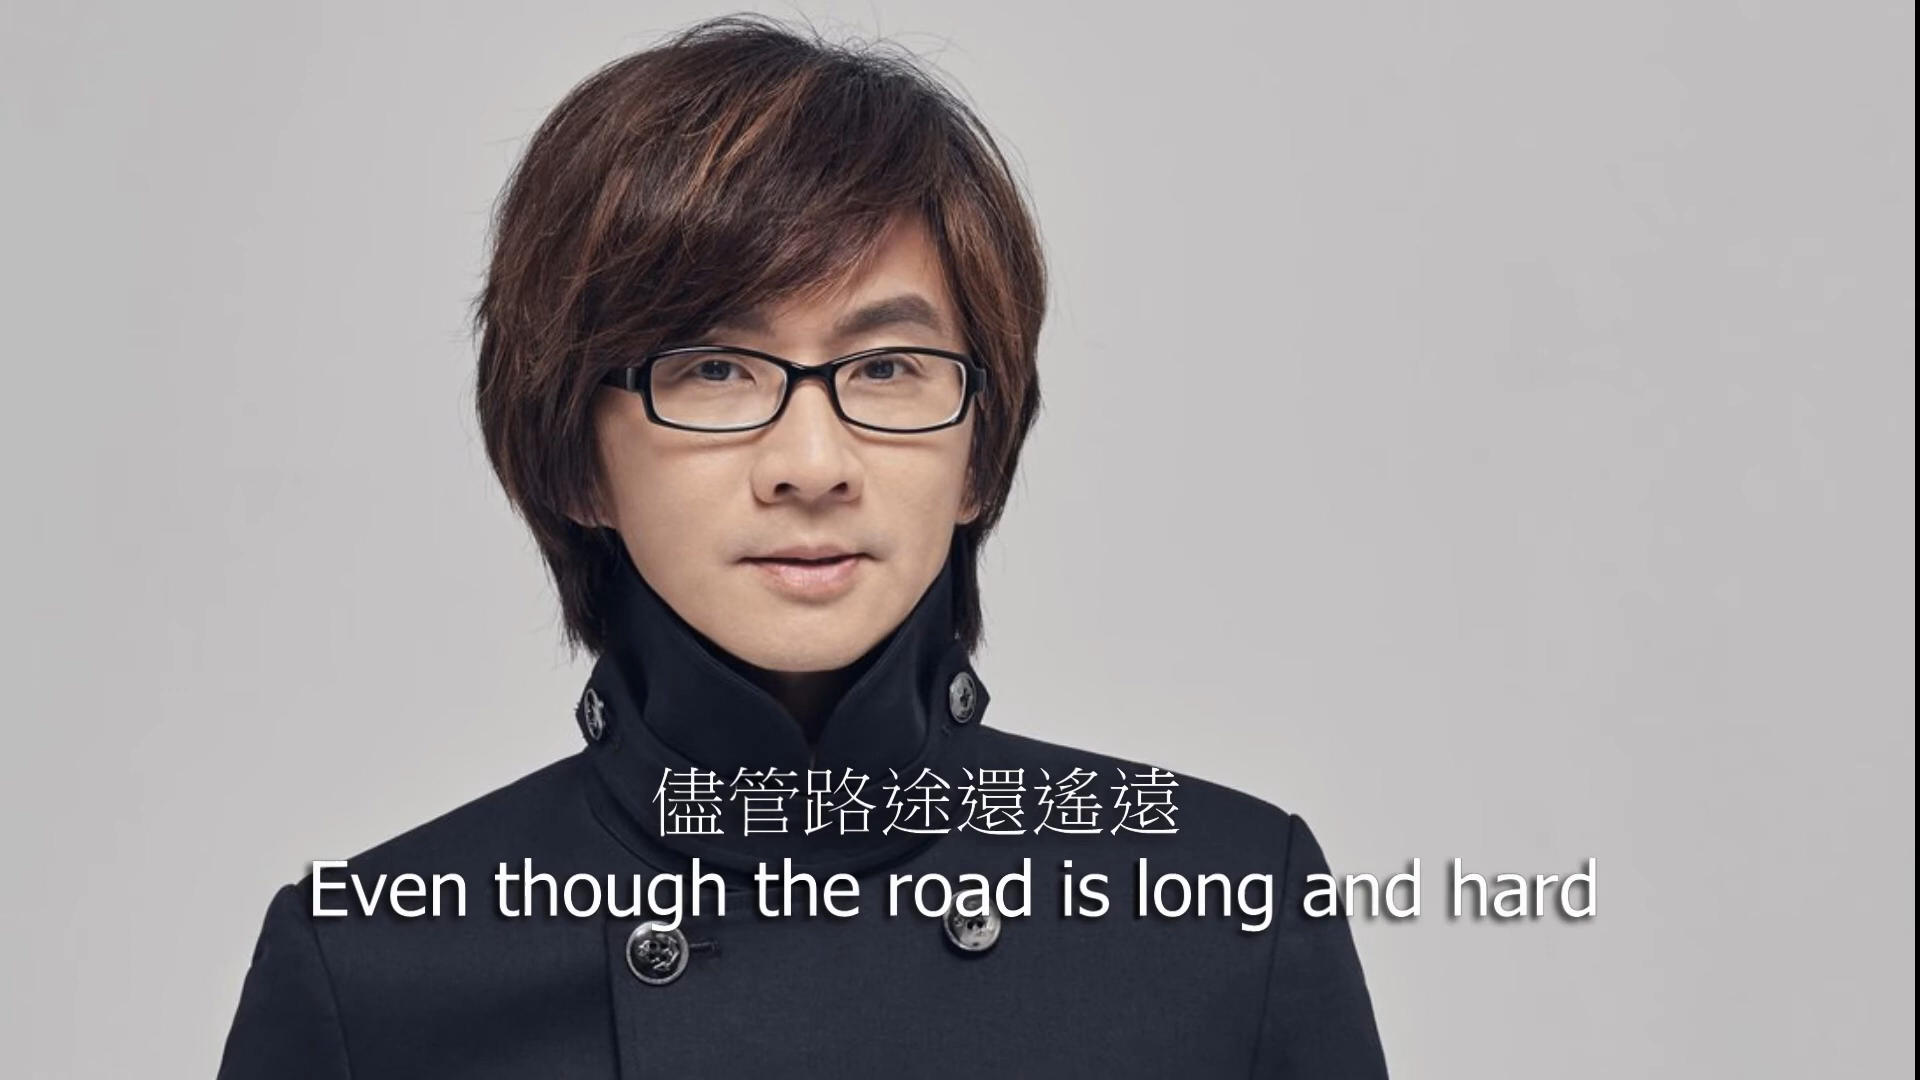 儘管路途還遙遠
Even though the road is long and hard